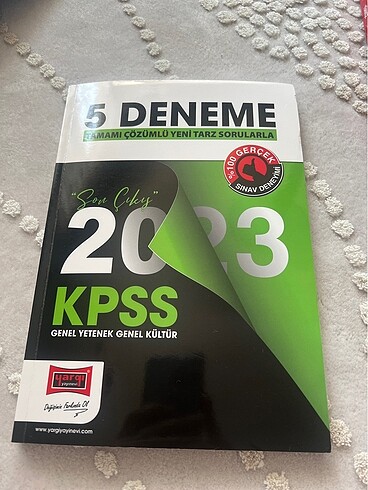 5 DENEME
TAMAMI ÇÖZÜMLÜ YENİ TARZ SORULARLA
%100 GERÇEK
SINAV DENEYİMİ
"Son Çıkış"
2023
KPSS
GENEL YETENEK GENEL KÜLTÜR
yargı
yayınevi
Değişimin Farkında Ol
www.yargiyayinevi.com